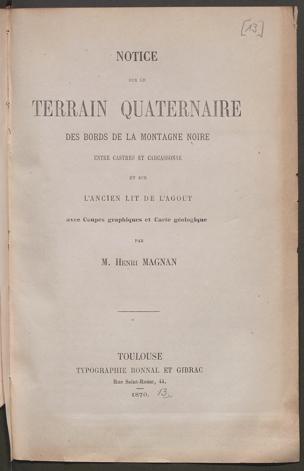 [13]
NOTICE
SUR LE
TERRAIN QUATERNAIRE
DES BORDS DE LA MONTAGNE NOIRE
ENTRE CASTRES ET CARCASSONNE
ET SUR
L'ANCIEN LIT DE L'AGOUT
avec Coupes graphiques et Carte géologique
PAR
M. HENRI MAGNAN
TOULOUSE
TYPOGRAPHIE BONNAL ET GIBRAC
Rue Saint-Rome, 44.
1870. 13